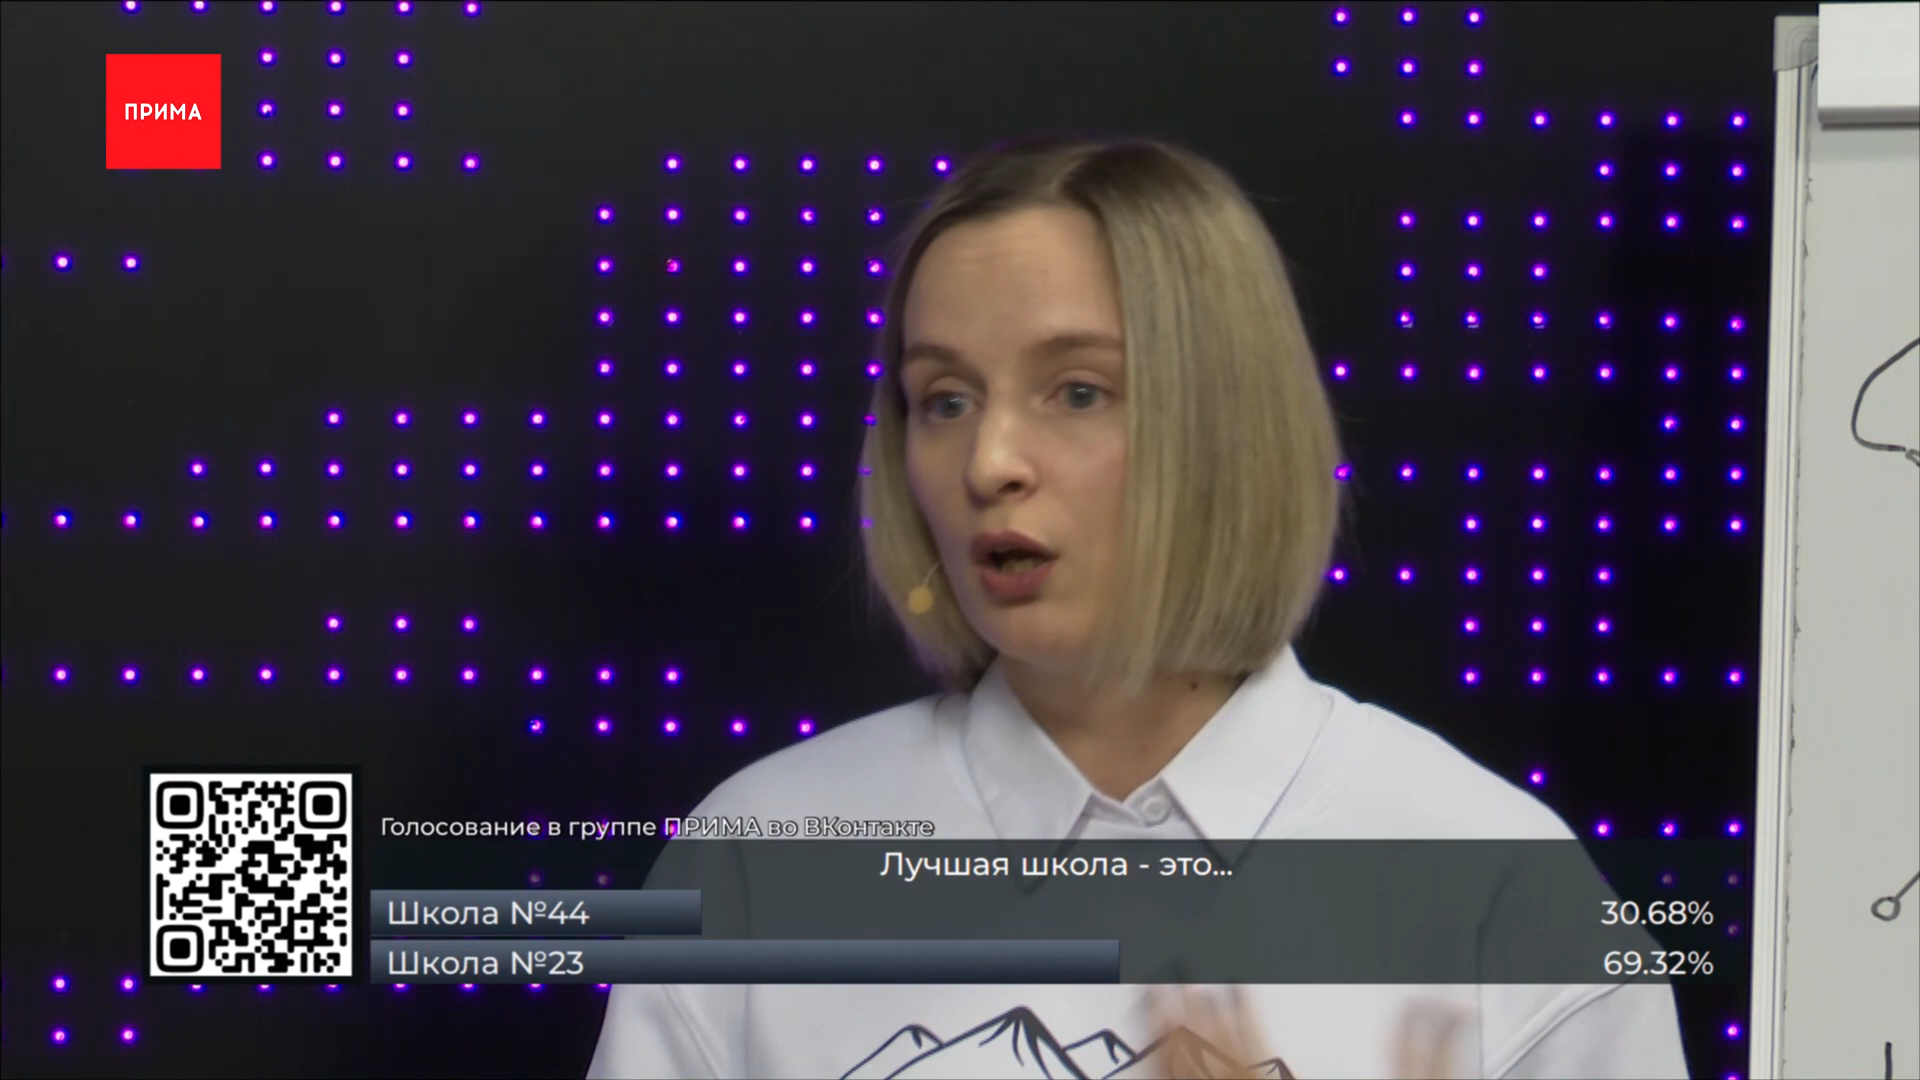 ПРИМА
Голосование в группе ПРИМА во ВКонтакте
Лучшая школа - это...
Школа №44 30.68%
Школа №23 69.32%